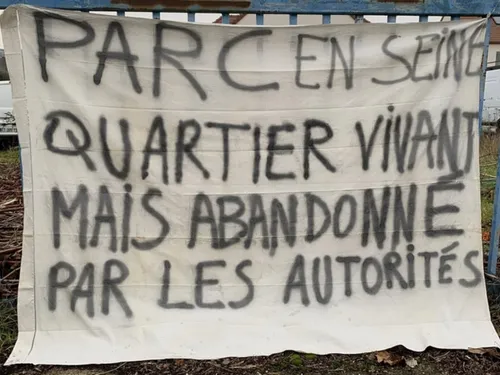 PARC EN SEINE
QUARTIER VIVANT
MAIS ABANDONNÉ
PAR LES AUTORITÉS